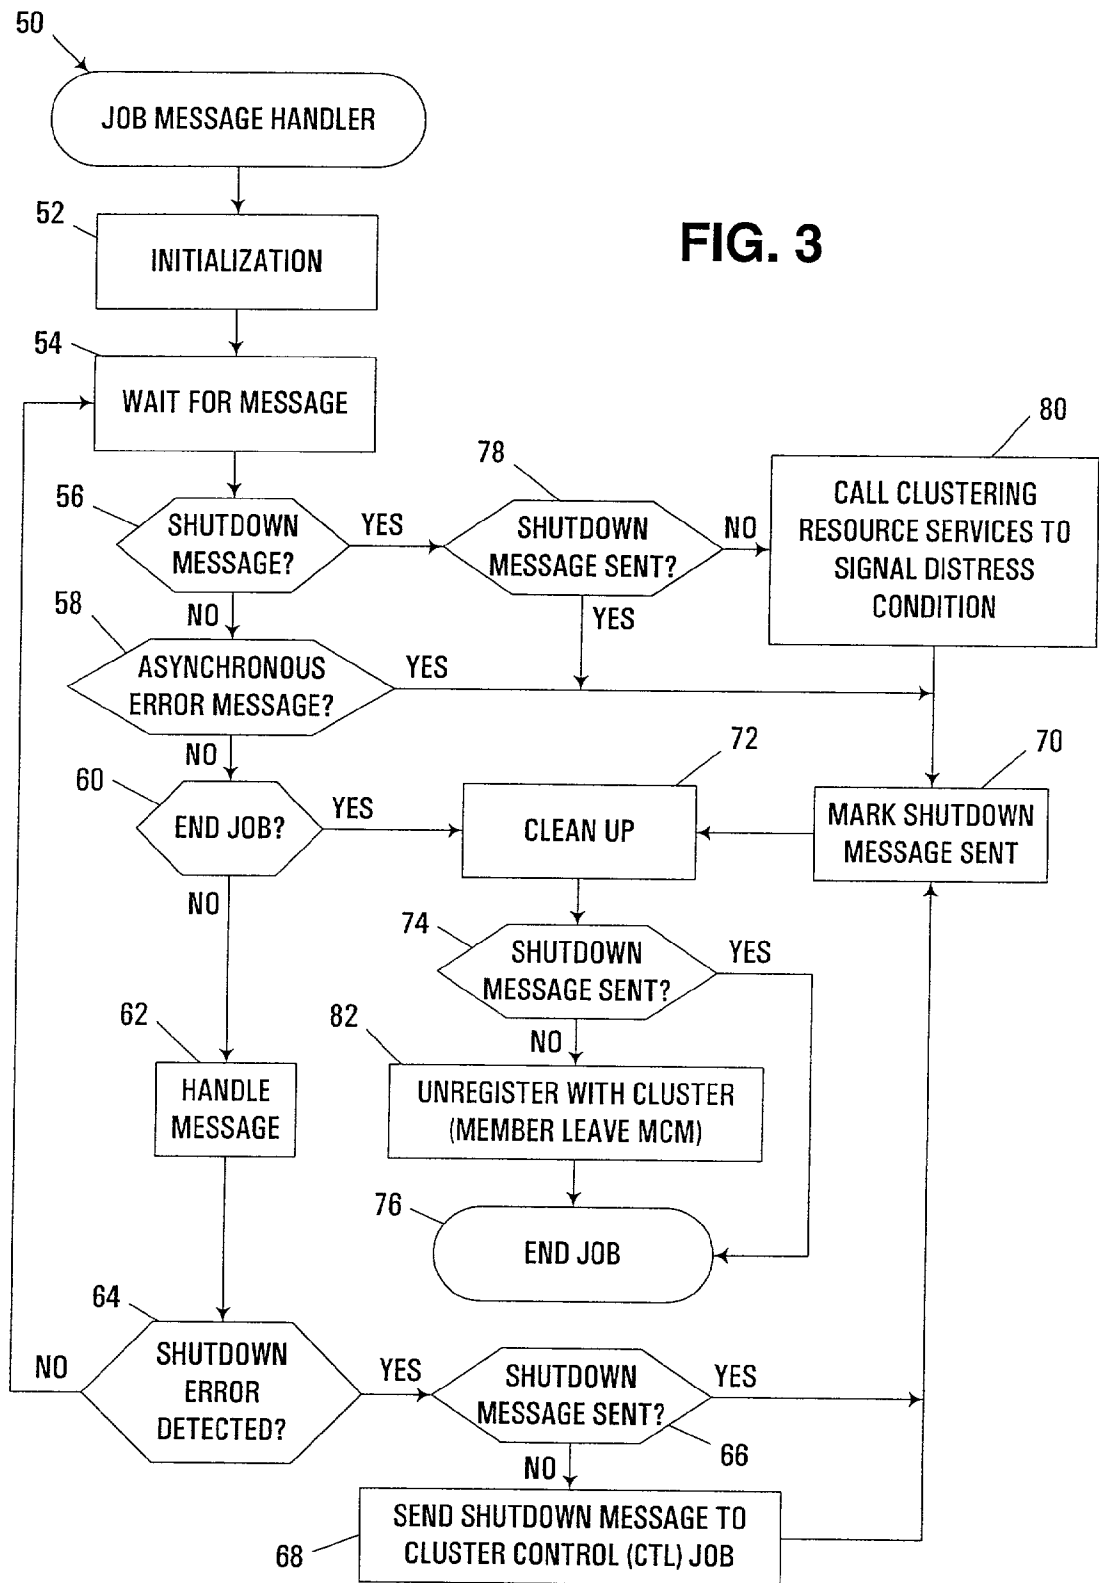 50
JOB MESSAGE HANDLER
52
INITIALIZATION
FIG. 3
54
WAIT FOR MESSAGE
80
CALL CLUSTERING
RESOURCE SERVICES TO
SIGNAL DISTRESS
CONDITION
78
56
SHUTDOWN
MESSAGE?
YES
SHUTDOWN
MESSAGE SENT?
NO
NO
YES
58
ASYNCHRONOUS
ERROR MESSAGE?
YES
NO
72
70
60
END JOB?
YES
CLEAN UP
MARK SHUTDOWN
MESSAGE SENT
NO
74
SHUTDOWN
MESSAGE SENT?
YES
NO
62
HANDLE
MESSAGE
82
UNREGISTER WITH CLUSTER
(MEMBER LEAVE MCM)
76
END JOB
64
NO
SHUTDOWN
ERROR
DETECTED?
YES
SHUTDOWN
MESSAGE SENT?
YES
66
NO
SEND SHUTDOWN MESSAGE TO
CLUSTER CONTROL (CTL) JOB
68